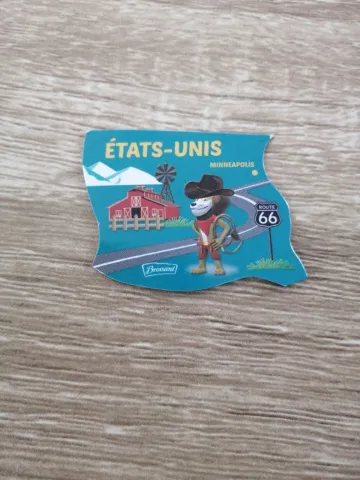 ÉTATS-UNIS
MINNEAPOLIS
ROUTE
66
Brossard